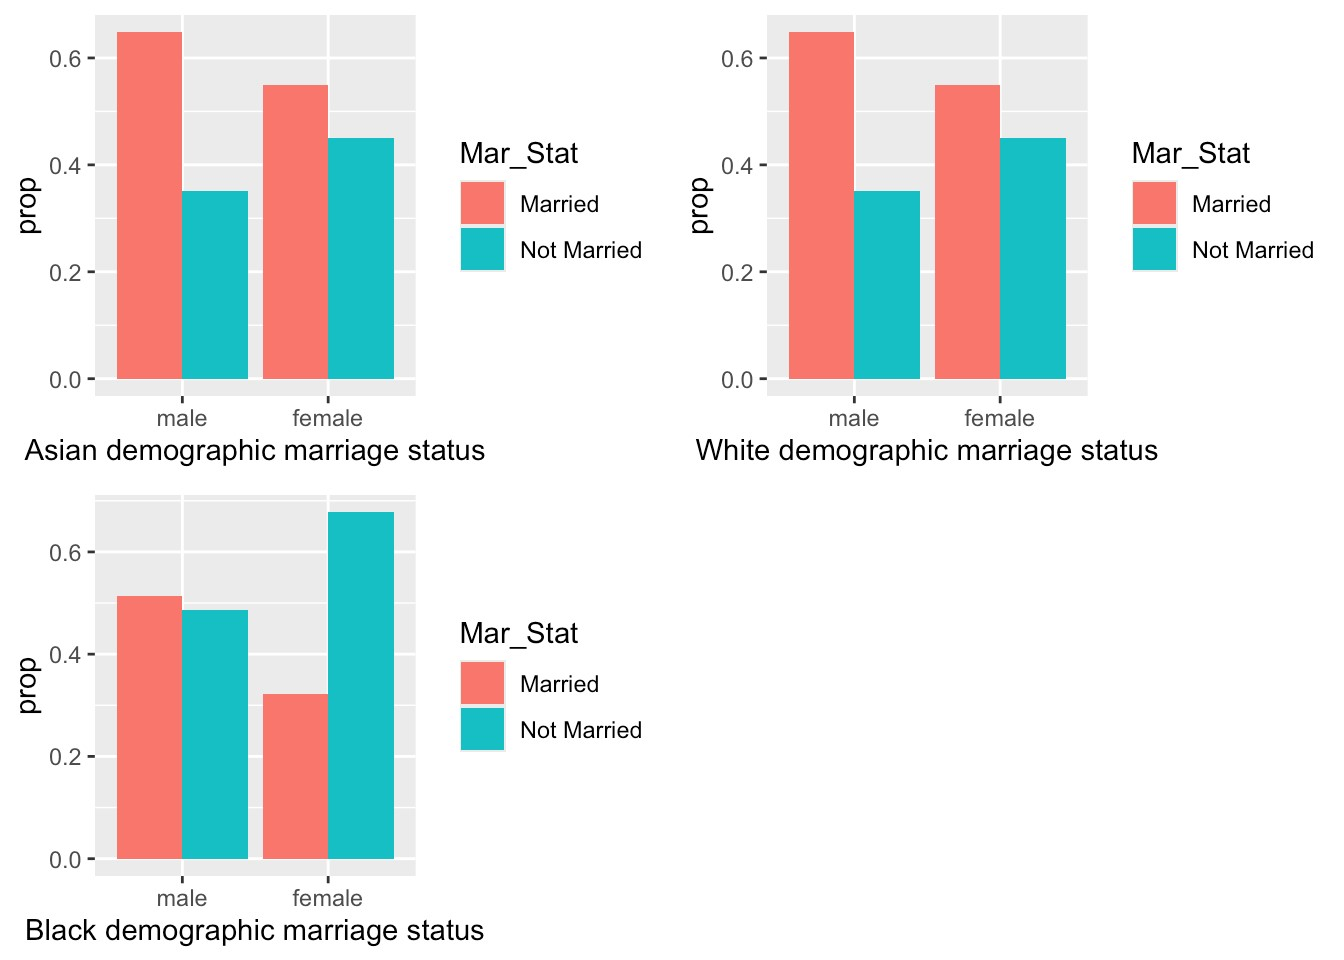 prop
0.6
0.4
0.2
0.0
male female
Asian demographic marriage status
Mar_Stat
Married
Not Married
prop
0.6
0.4
0.2
0.0
male female
White demographic marriage status
Mar_Stat
Married
Not Married
prop
0.6
0.4
0.2
0.0
male female
Black demographic marriage status
Mar_Stat
Married
Not Married